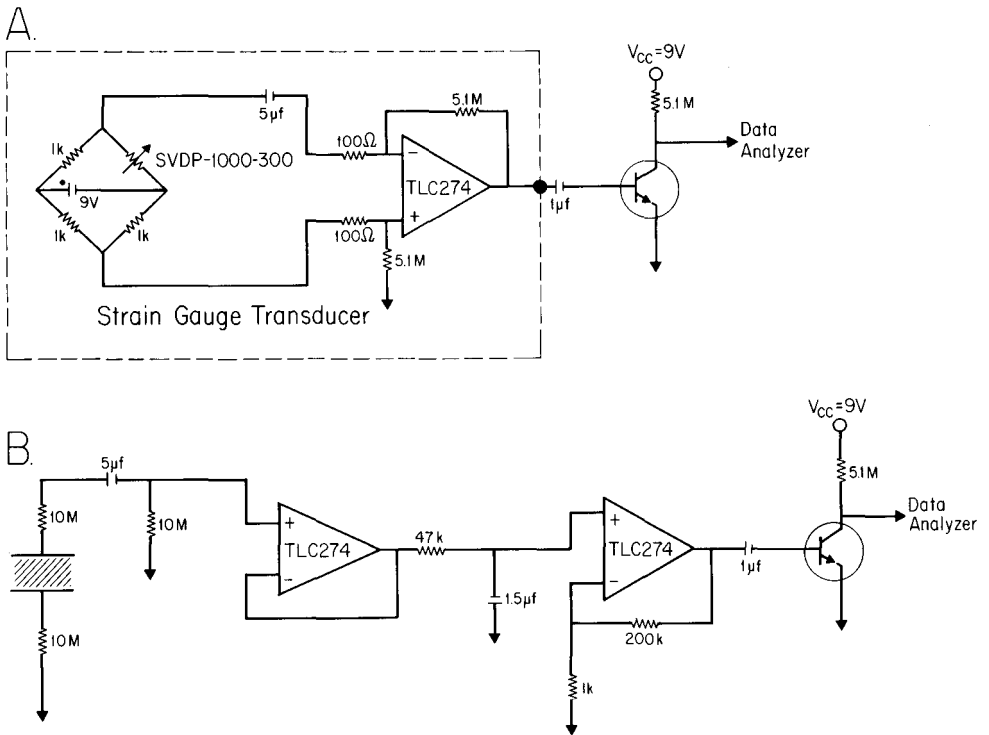 A.
V_CC=9V
5.1M
Data
Analyzer
5µf
5.1M
100Ω
1k
SVDP-1000-300
−
TLC274
+
9V
1µf
1k
1k
100Ω
5.1M
Strain Gauge Transducer
B.
V_CC=9V
5.1M
Data
Analyzer
5µf
10M
10M
+
TLC274
−
47k
1.5µf
+
TLC274
−
1µf
10M
200k
1k